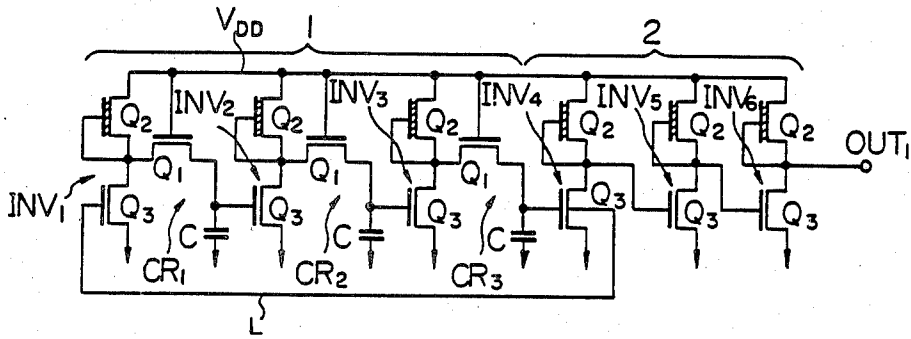 V_DD 1 2
INV₂ INV₃ INV₄ INV₅ INV₆
Q₂ Q₂ Q₂ Q₂ Q₂ Q₂
OUT₁
Q₁ Q₁ Q₁
INV₁ Q₃ Q₃ Q₃ Q₃ Q₃ Q₃
C C C
CR₁ CR₂ CR₃
L